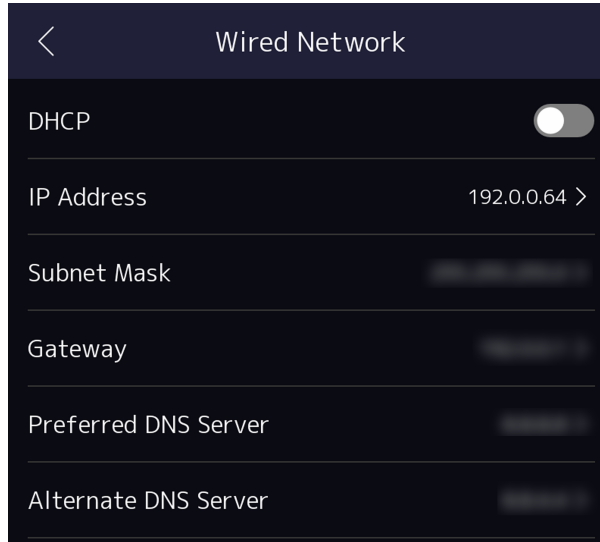 Wired Network
DHCP
IP Address 192.0.0.64
Subnet Mask
Gateway
Preferred DNS Server
Alternate DNS Server